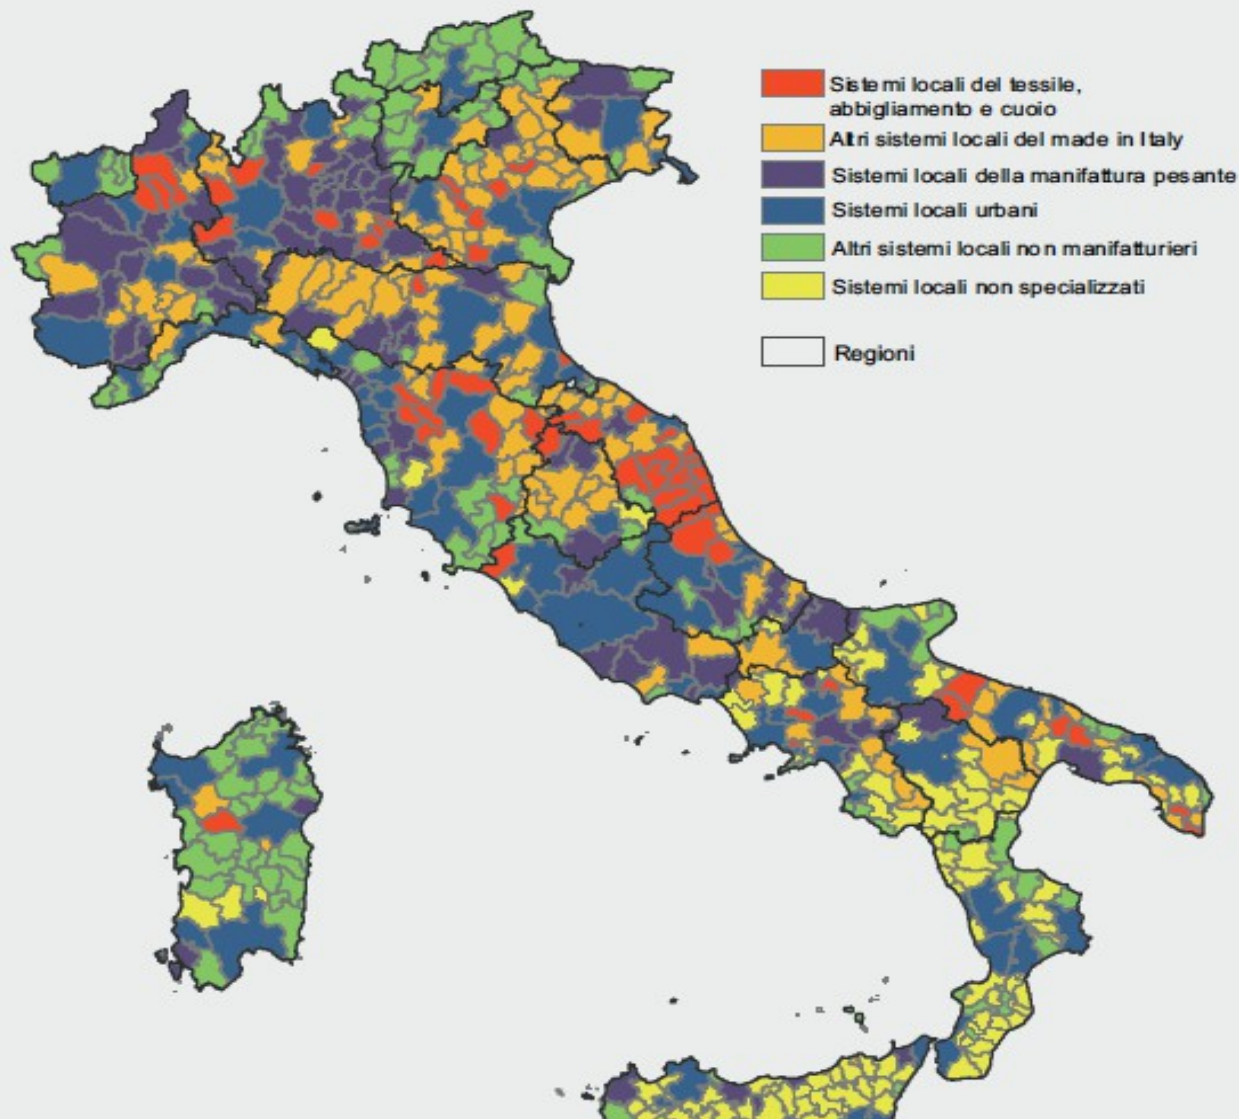 Sistemi locali del tessile,
abbigliamento e cuoio
Altri sistemi locali del made in Italy
Sistemi locali della manifattura pesante
Sistemi locali urbani
Altri sistemi locali non manifatturieri
Sistemi locali non specializzati
Regioni